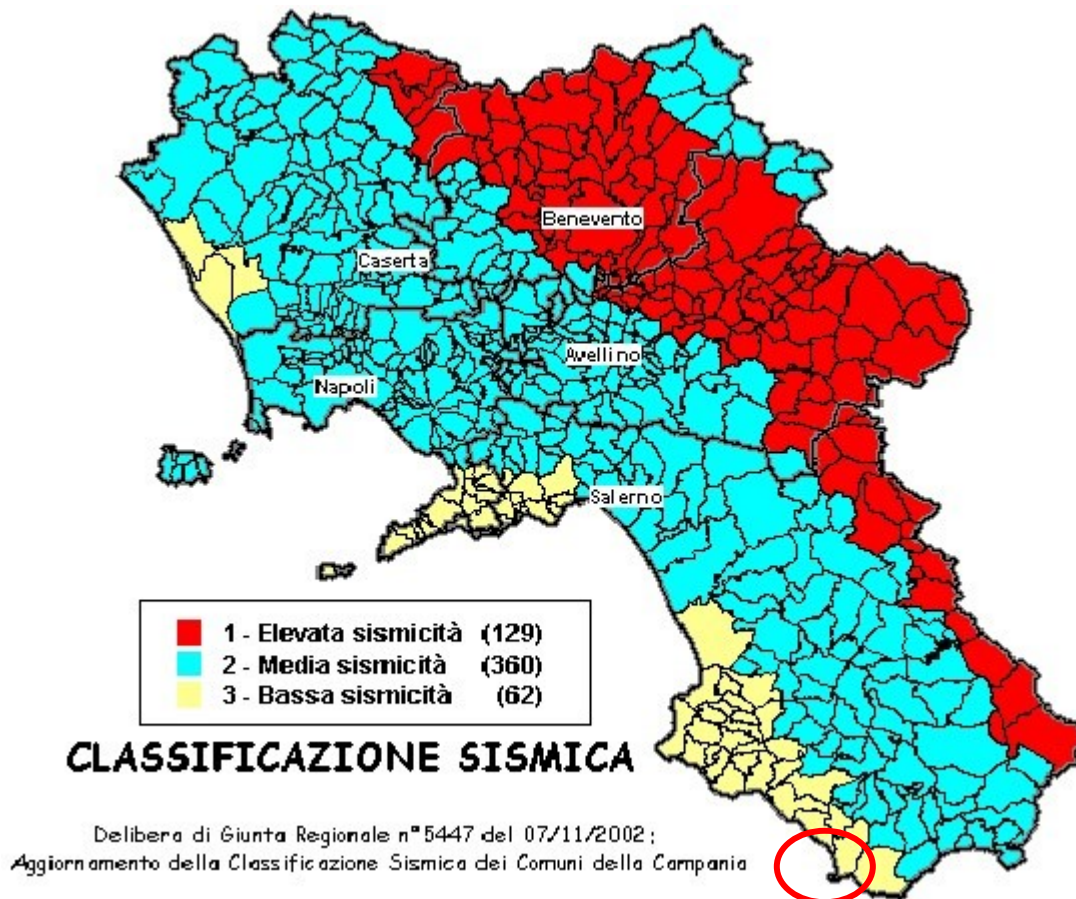 Benevento
Caserta
Avellino
Napoli
Salerno
1 - Elevata sismicità (129)
2 - Media sismicità (360)
3 - Bassa sismicità (62)
CLASSIFICAZIONE SISMICA
Delibera di Giunta Regionale n° 5447 del 07/11/2002;
Aggiornamento della Classificazione Sismica dei Comuni della Campania